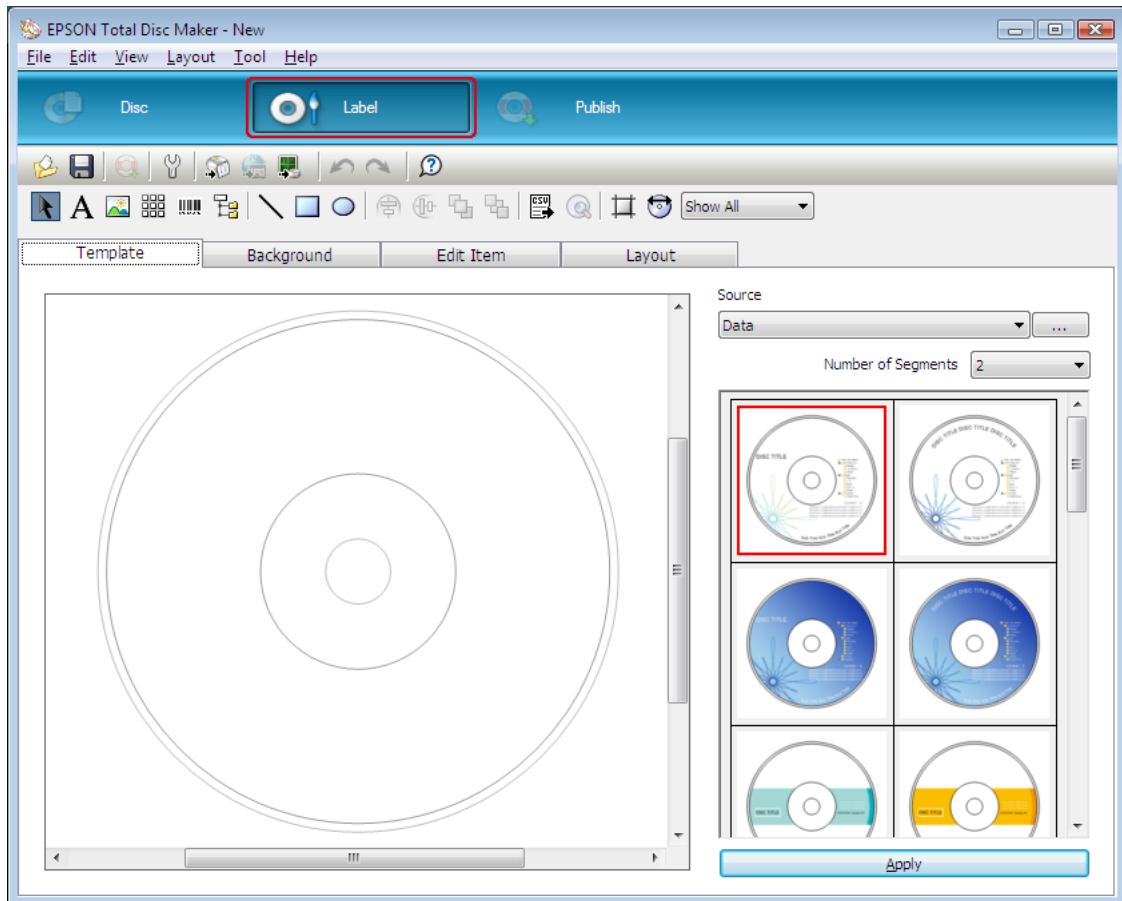 EPSON Total Disc Maker - New
File Edit View Layout Tool Help
Disc Label Publish
A CSV Show All
Template Background Edit Item Layout
Source
Data ...
Number of Segments 2
DISC TITLE
DISC TITLE DISC TITLE DISC TITLE
DISC TITLE
DISC TITLE DISC TITLE DISC TITLE
DISC TITLE
DISC TITLE
Apply